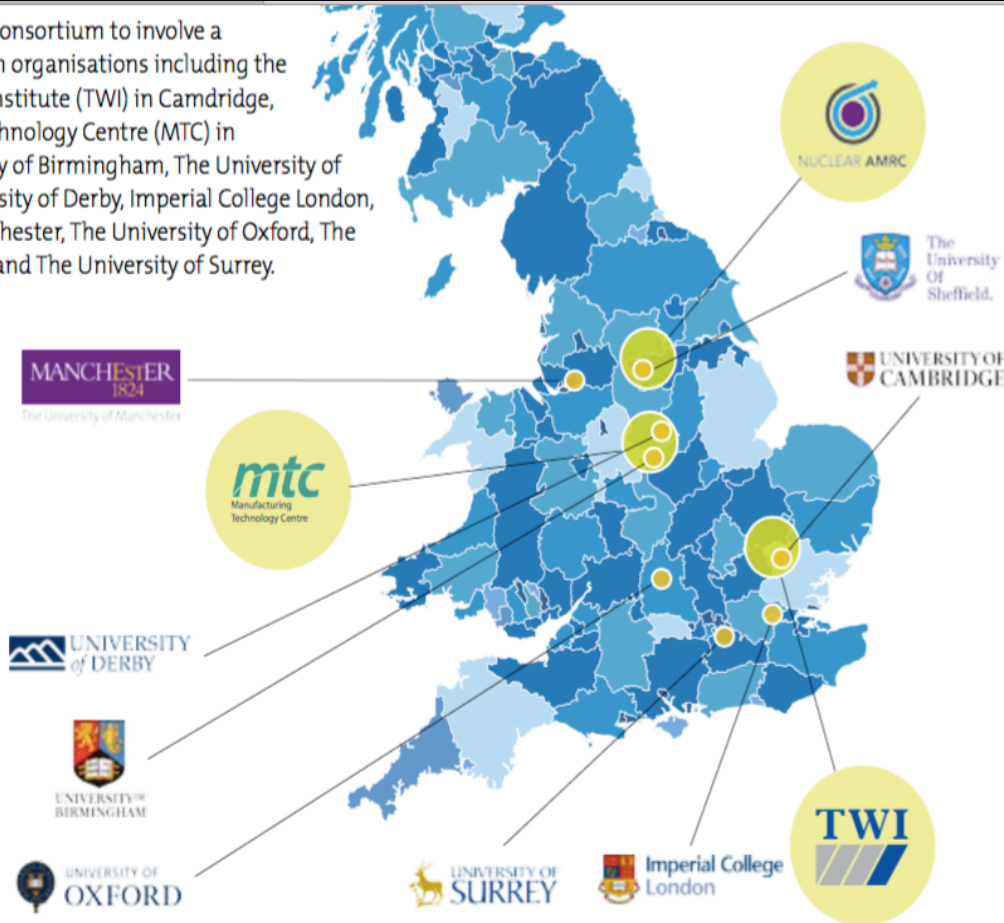 onsortium to involve a
n organisations including the
nstitute (TWI) in Camdridge,
hnology Centre (MTC) in
y of Birmingham, The University of
sity of Derby, Imperial College London,
hester, The University of Oxford, The
and The University of Surrey.
NUCLEAR AMRC
The
University
Of
Sheffield.
MANCHEStER
1824
The University of Manchester
UNIVERSITY OF
CAMBRIDGE
mtc
Manufacturing
Technology Centre
UNIVERSITY
of DERBY
UNIVERSITY OF
BIRMINGHAM
UNIVERSITY OF
OXFORD
UNIVERSITY OF
SURREY
Imperial College
London
TWI